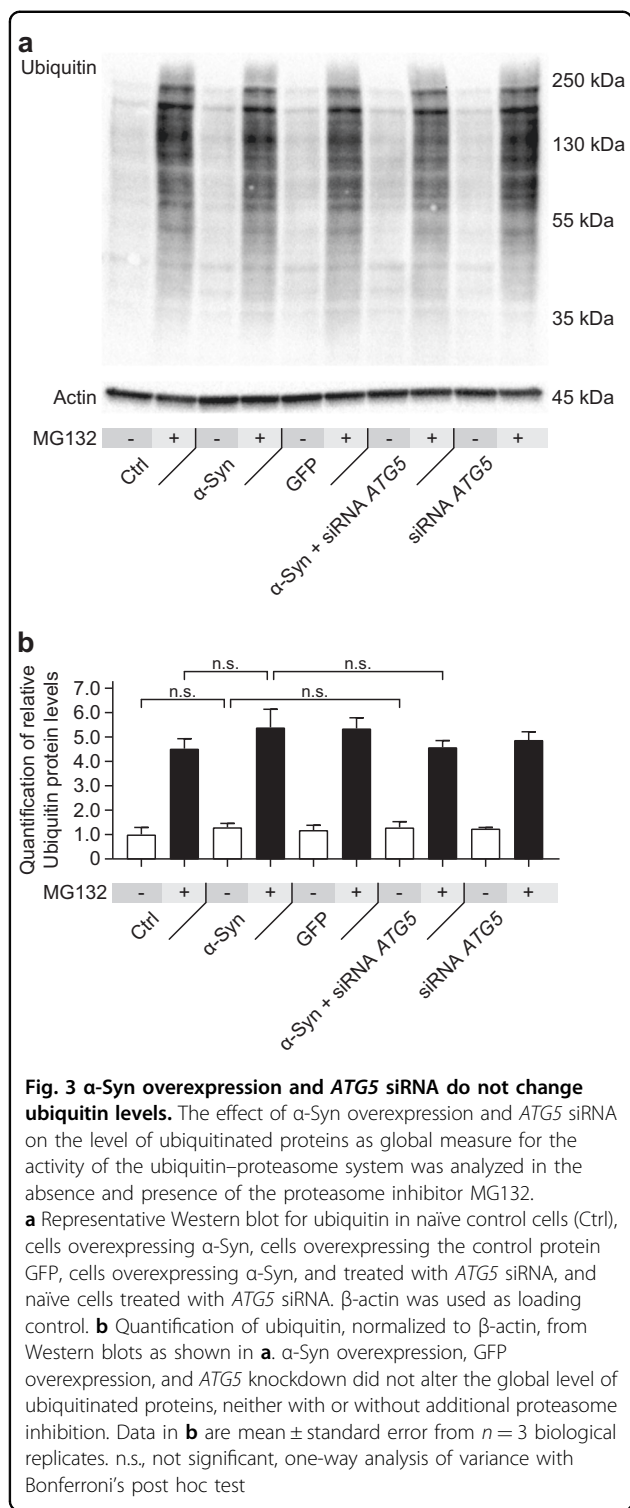 a
Ubiquitin
250 kDa
130 kDa
55 kDa
35 kDa
Actin
45 kDa
MG132 - + - + - + - + - +
Ctrl
α-Syn
GFP
α-Syn + siRNA ATG5
siRNA ATG5
b
n.s. n.s.
n.s. n.s.
Quantification of relative
Ubiquitin protein levels
7.0
6.0
5.0
4.0
3.0
2.0
1.0
0
MG132 - + - + - + - + - +
Ctrl
α-Syn
GFP
α-Syn + siRNA ATG5
siRNA ATG5
Fig. 3 α-Syn overexpression and ATG5 siRNA do not change
ubiquitin levels. The effect of α-Syn overexpression and ATG5 siRNA
on the level of ubiquitinated proteins as global measure for the
activity of the ubiquitin–proteasome system was analyzed in the
absence and presence of the proteasome inhibitor MG132.
a Representative Western blot for ubiquitin in naïve control cells (Ctrl),
cells overexpressing α-Syn, cells overexpressing the control protein
GFP, cells overexpressing α-Syn, and treated with ATG5 siRNA, and
naïve cells treated with ATG5 siRNA. β-actin was used as loading
control. b Quantification of ubiquitin, normalized to β-actin, from
Western blots as shown in a. α-Syn overexpression, GFP
overexpression, and ATG5 knockdown did not alter the global level of
ubiquitinated proteins, neither with or without additional proteasome
inhibition. Data in b are mean ± standard error from n = 3 biological
replicates. n.s., not significant, one-way analysis of variance with
Bonferroni's post hoc test